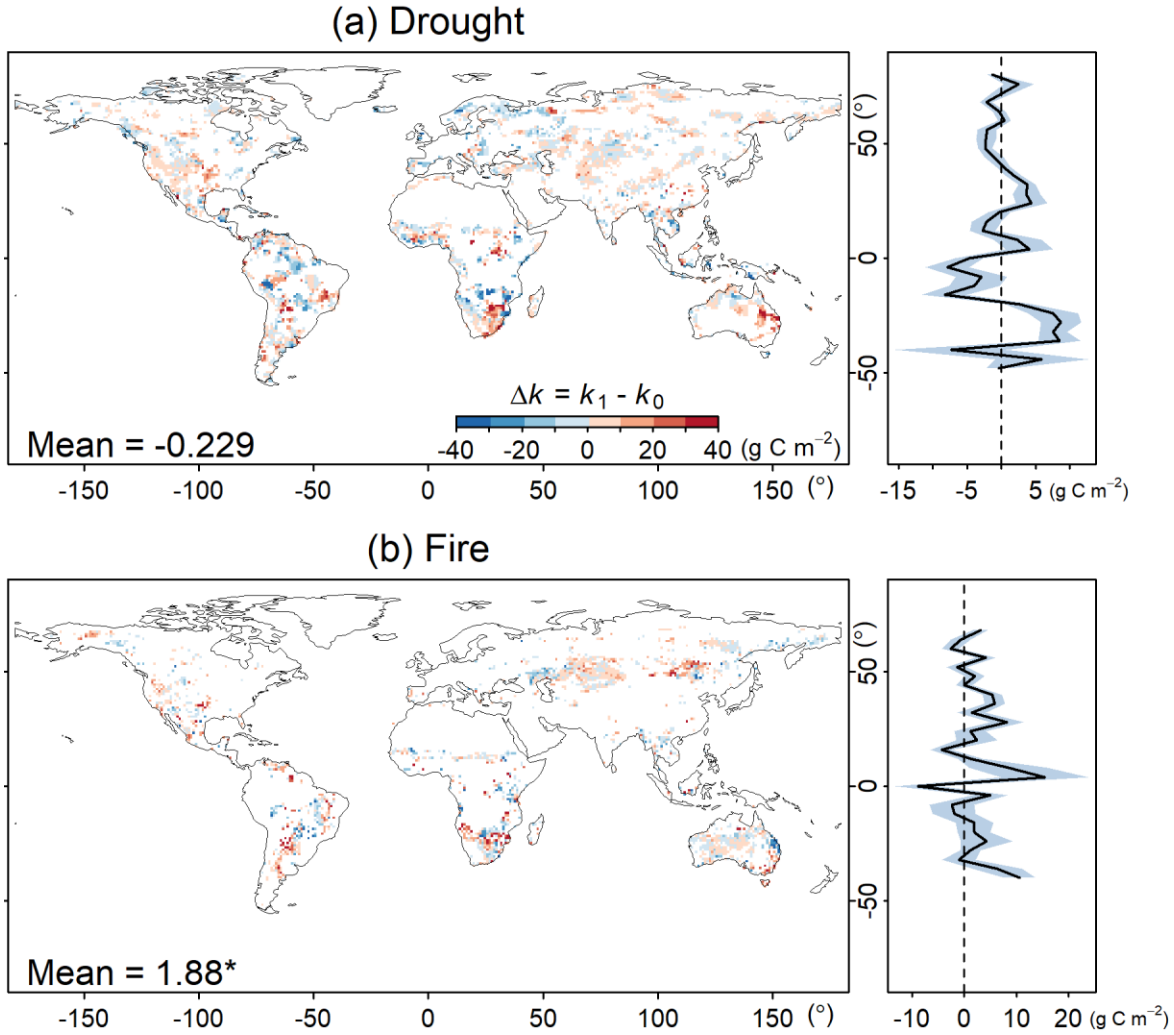 (a) Drought
Δk = k₁ - k₀
-40 -20 0 20 40 (g C m⁻²)
Mean = -0.229
-150 -100 -50 0 50 100 150 (°)
50 0 -50
(°) 50 0 -50
-15 -5 5 (g C m⁻²)
(b) Fire
Mean = 1.88*
-150 -100 -50 0 50 100 150 (°)
50 0 -50
(°) 50 0 -50
-10 0 10 20 (g C m⁻²)